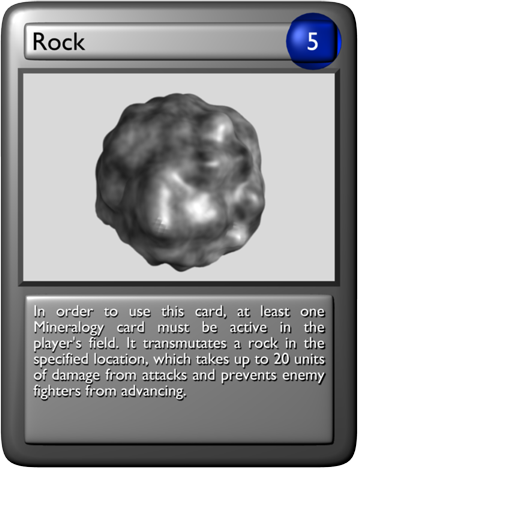 Rock
5
In order to use this card, at least one
Mineralogy card must be active in the
player's field. It transmutates a rock in the
specified location, which takes up to 20 units
of damage from attacks and prevents enemy
fighters from advancing.